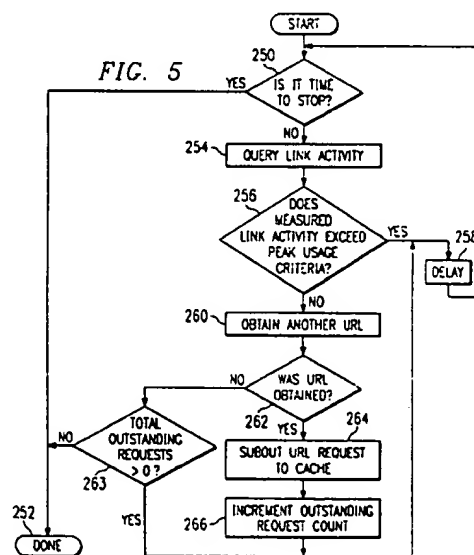 START
FIG. 5
250
YES
IS IT TIME
TO STOP?
NO
254
QUERY LINK ACTIVITY
256
DOES
MEASURED
LINK ACTIVITY EXCEED
PEAK USAGE
CRITERIA?
YES
258
DELAY
NO
260
OBTAIN ANOTHER URL
NO
WAS URL
OBTAINED?
262
YES
264
TOTAL
OUTSTANDING
REQUESTS
> 0?
NO
263
SUBOUT URL REQUEST
TO CACHE
252
DONE
YES
266
INCREMENT OUTSTANDING
REQUEST COUNT